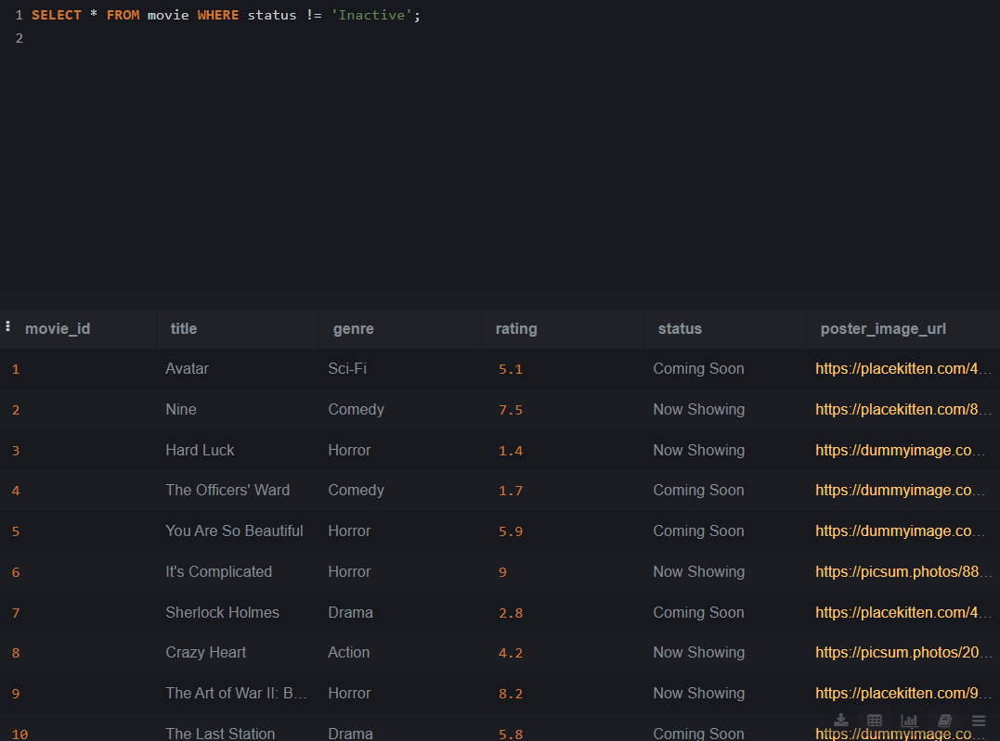 1 SELECT * FROM movie WHERE status != 'Inactive';
2
movie_id title genre rating status poster_image_url
1 Avatar Sci-Fi 5.1 Coming Soon https://placekitten.com/4...
2 Nine Comedy 7.5 Now Showing https://placekitten.com/8...
3 Hard Luck Horror 1.4 Now Showing https://dummyimage.co...
4 The Officers' Ward Comedy 1.7 Coming Soon https://dummyimage.co...
5 You Are So Beautiful Horror 5.9 Coming Soon https://dummyimage.co...
6 It's Complicated Horror 9 Now Showing https://picsum.photos/88...
7 Sherlock Holmes Drama 2.8 Coming Soon https://placekitten.com/4...
8 Crazy Heart Action 4.2 Now Showing https://picsum.photos/20...
9 The Art of War II: B... Horror 8.2 Now Showing https://placekitten.com/9...
10 The Last Station Drama 5.8 Coming Soon https://dummyimage.co...